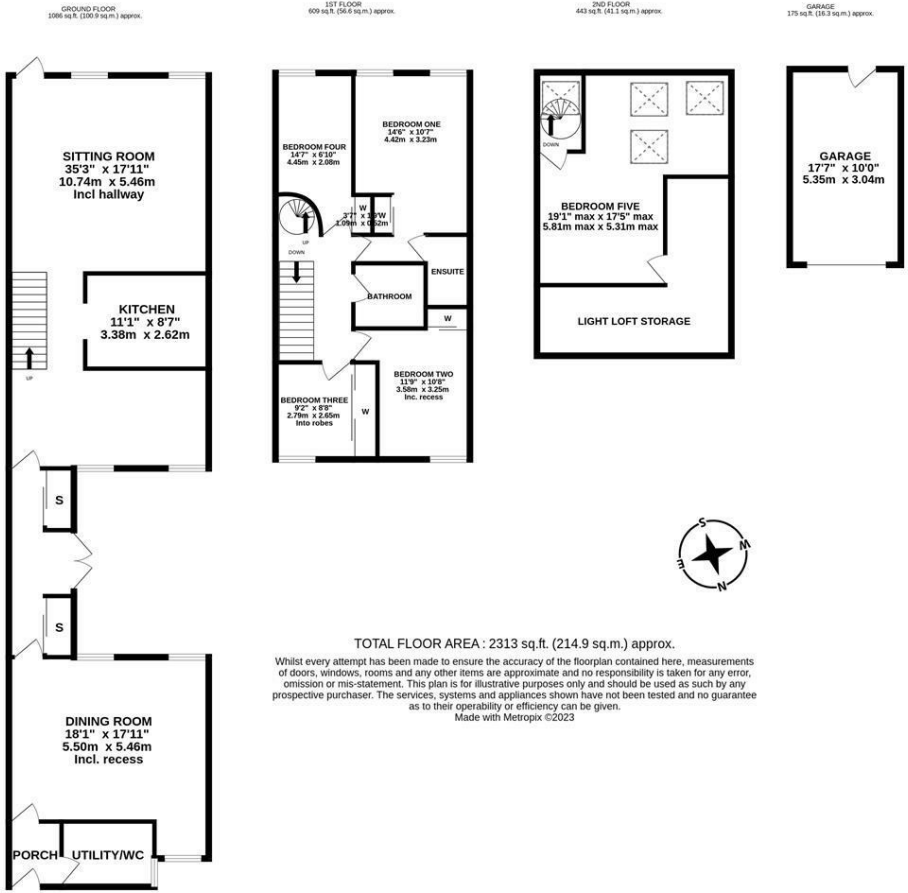 GROUND FLOOR
1086 sq.ft. (100.9 sq.m.) approx.
SITTING ROOM
35'3" x 17'11"
10.74m x 5.46m
Incl hallway
KITCHEN
11'1" x 8'7"
3.38m x 2.62m
UP
S
S
DINING ROOM
18'1" x 17'11"
5.50m x 5.46m
Incl. recess
PORCH
UTILITY/WC
1ST FLOOR
609 sq.ft. (56.6 sq.m.) approx.
BEDROOM ONE
14'6" x 10'7"
4.42m x 3.23m
BEDROOM FOUR
14'7" x 6'10"
4.45m x 2.08m
W
W
UP
DOWN
ENSUITE
BATHROOM
W
BEDROOM TWO
11'9" x 10'8"
3.58m x 3.25m
Inc. recess
BEDROOM THREE
9'2" x 8'8"
2.79m x 2.65m
Into robes
W
2ND FLOOR
443 sq.ft. (41.1 sq.m.) approx.
DOWN
BEDROOM FIVE
19'1" max x 17'5" max
5.81m max x 5.31m max
LIGHT LOFT STORAGE
GARAGE
175 sq.ft. (16.3 sq.m.) approx.
GARAGE
17'7" x 10'0"
5.35m x 3.04m
S
W
E
N
TOTAL FLOOR AREA : 2313 sq.ft. (214.9 sq.m.) approx.
Whilst every attempt has been made to ensure the accuracy of the floorplan contained here, measurements
of doors, windows, rooms and any other items are approximate and no responsibility is taken for any error,
omission or mis-statement. This plan is for illustrative purposes only and should be used as such by any
prospective purchaser. The services, systems and appliances shown have not been tested and no guarantee
as to their operability or efficiency can be given.
Made with Metropix ©2023